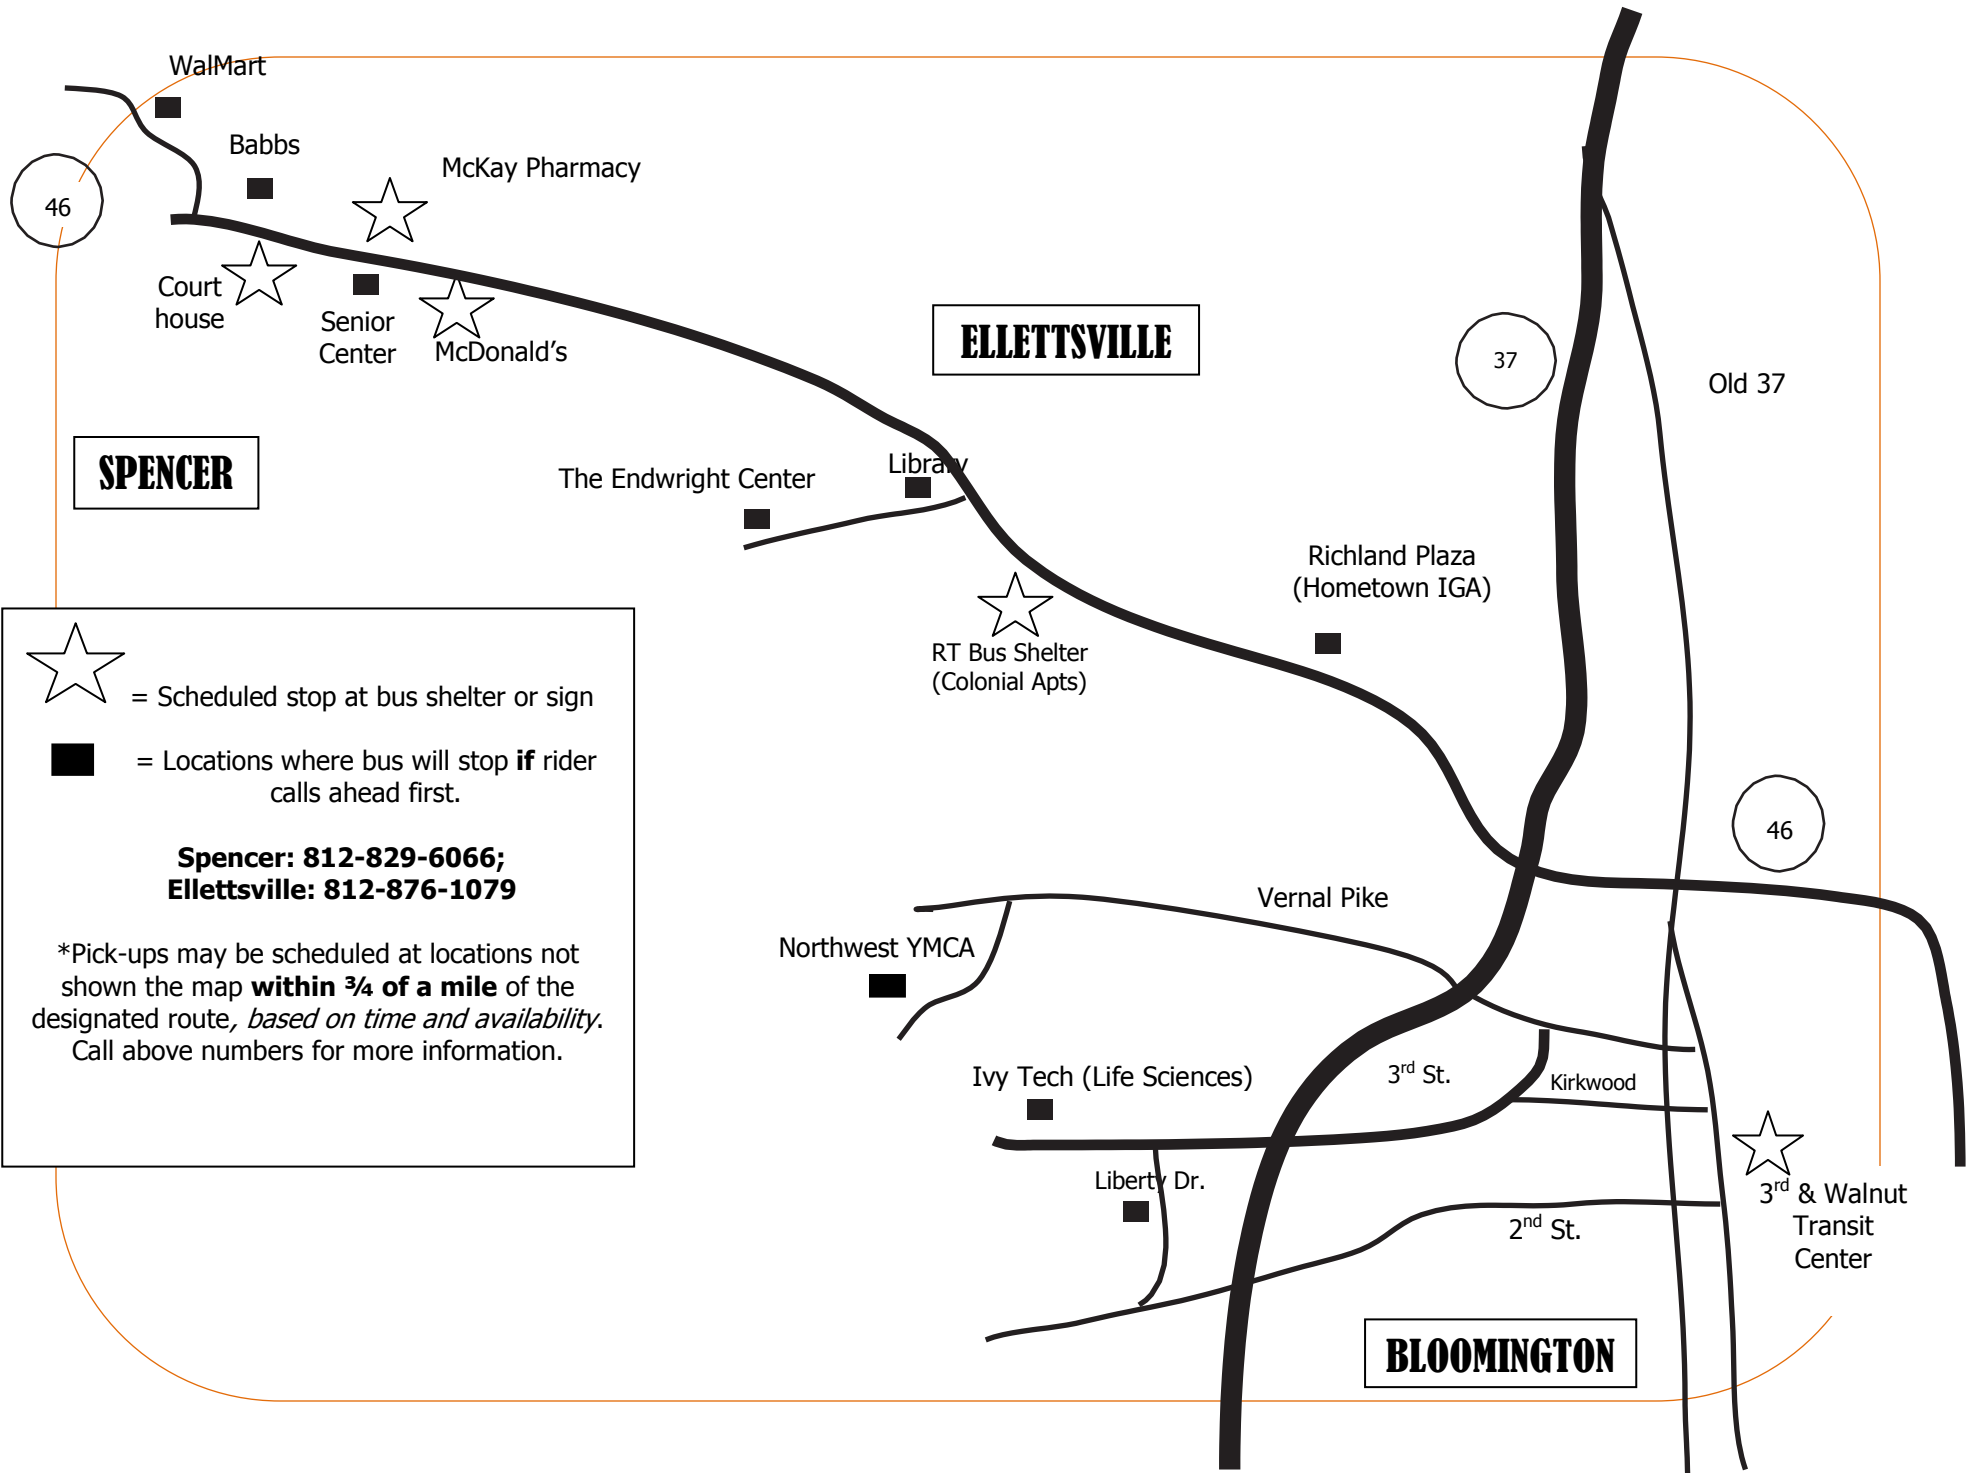 WalMart
Babbs
McKay Pharmacy
46
Court
house
Senior
Center
McDonald’s
ELLETTSVILLE
37
Old 37
SPENCER
The Endwright Center
Library
Richland Plaza
(Hometown IGA)
RT Bus Shelter
(Colonial Apts)
= Scheduled stop at bus shelter or sign
= Locations where bus will stop if rider
calls ahead first.
Spencer: 812-829-6066;
Ellettsville: 812-876-1079
*Pick-ups may be scheduled at locations not
shown the map within ¾ of a mile of the
designated route, based on time and availability.
Call above numbers for more information.
46
Vernal Pike
Northwest YMCA
Ivy Tech (Life Sciences)
3rd St.
Kirkwood
Liberty Dr.
2nd St.
3rd & Walnut
Transit
Center
BLOOMINGTON